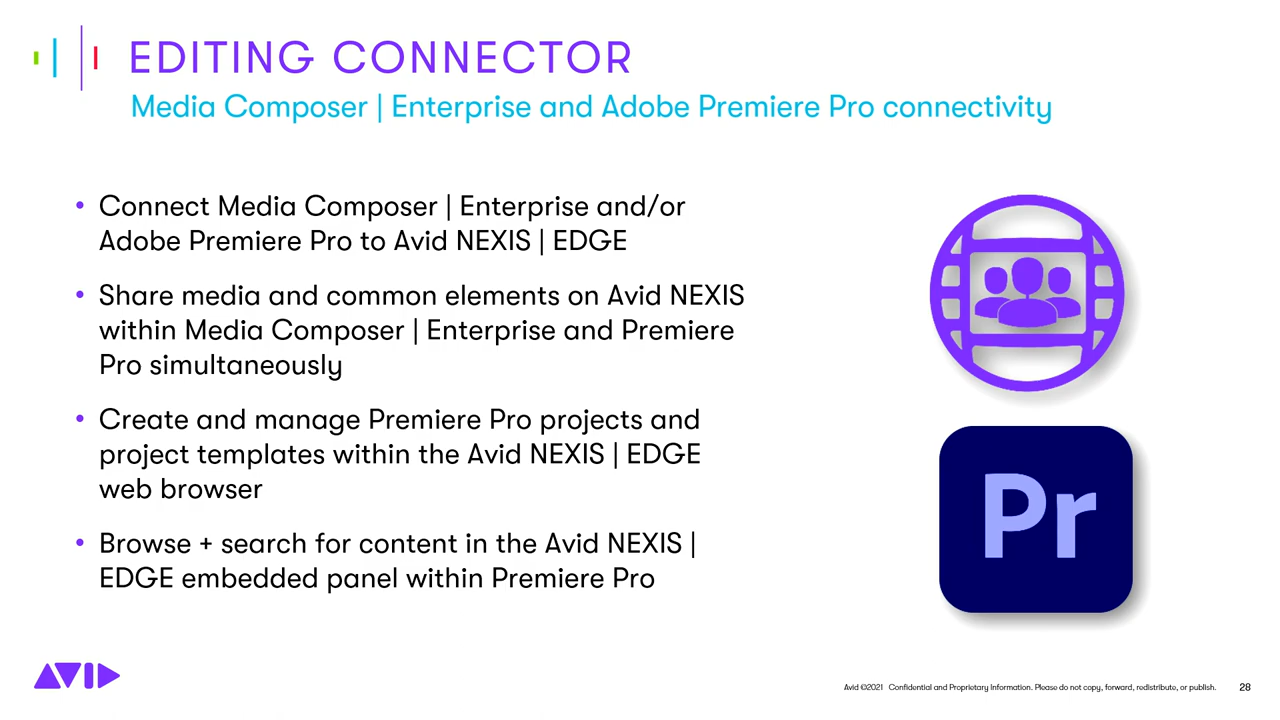 EDITING CONNECTOR
Media Composer | Enterprise and Adobe Premiere Pro connectivity
• Connect Media Composer | Enterprise and/or
Adobe Premiere Pro to Avid NEXIS | EDGE
• Share media and common elements on Avid NEXIS
within Media Composer | Enterprise and Premiere
Pro simultaneously
• Create and manage Premiere Pro projects and
project templates within the Avid NEXIS | EDGE
web browser
• Browse + search for content in the Avid NEXIS |
EDGE embedded panel within Premiere Pro
Pr
AVID
Avid ©2021 Confidential and Proprietary Information. Please do not copy, forward, redistribute, or publish.
28